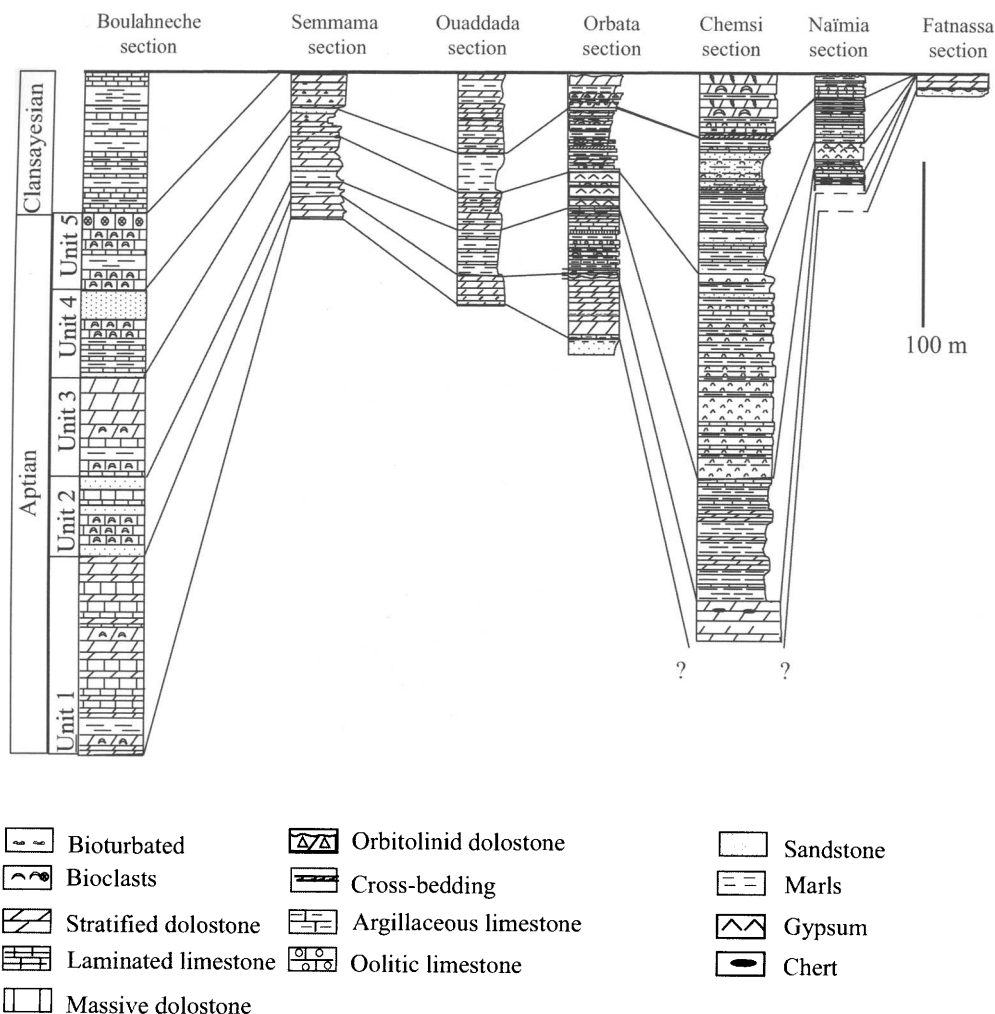 Boulahneche
section
Semmama
section
Ouaddada
section
Orbata
section
Chemsi
section
Naïmia
section
Fatnassa
section
Clansayesian
Aptian
Unit 5
Unit 4
Unit 3
Unit 2
Unit 1
100 m
?
?
Bioturbated
Bioclasts
Stratified dolostone
Laminated limestone
Massive dolostone
Orbitolinid dolostone
Cross-bedding
Argillaceous limestone
Oolitic limestone
Sandstone
Marls
Gypsum
Chert